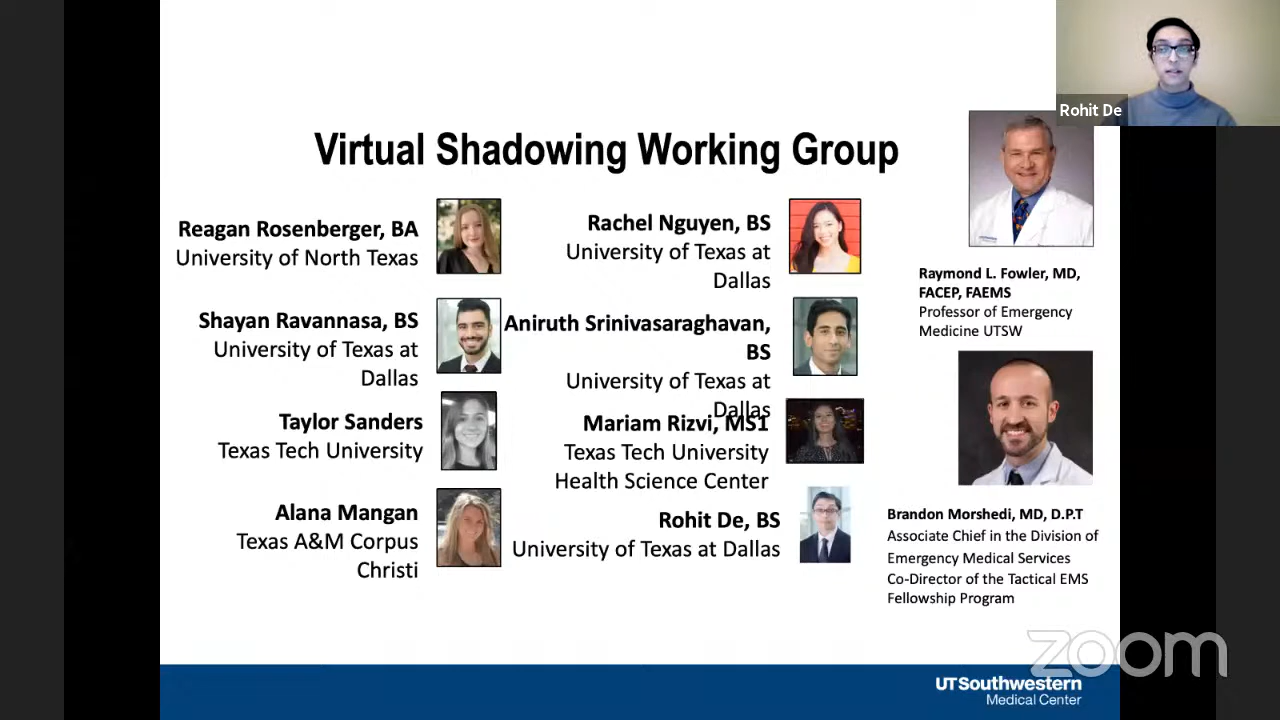 Rohit De
Virtual Shadowing Working Group
Reagan Rosenberger, BA
University of North Texas
Shayan Ravannasa, BS
University of Texas at
Dallas
Taylor Sanders
Texas Tech University
Alana Mangan
Texas A&M Corpus
Christi
Rachel Nguyen, BS
University of Texas at
Dallas
Aniruth Srinivasaraghavan,
BS
University of Texas at
Dallas
Mariam Rizvi, MS1
Texas Tech University
Health Science Center
Rohit De, BS
University of Texas at Dallas
Raymond L. Fowler, MD,
FACEP, FAEMS
Professor of Emergency
Medicine UTSW
Brandon Morshedi, MD, D.P.T
Associate Chief in the Division of
Emergency Medical Services
Co-Director of the Tactical EMS
Fellowship Program
zoom
UTSouthwestern
Medical Center